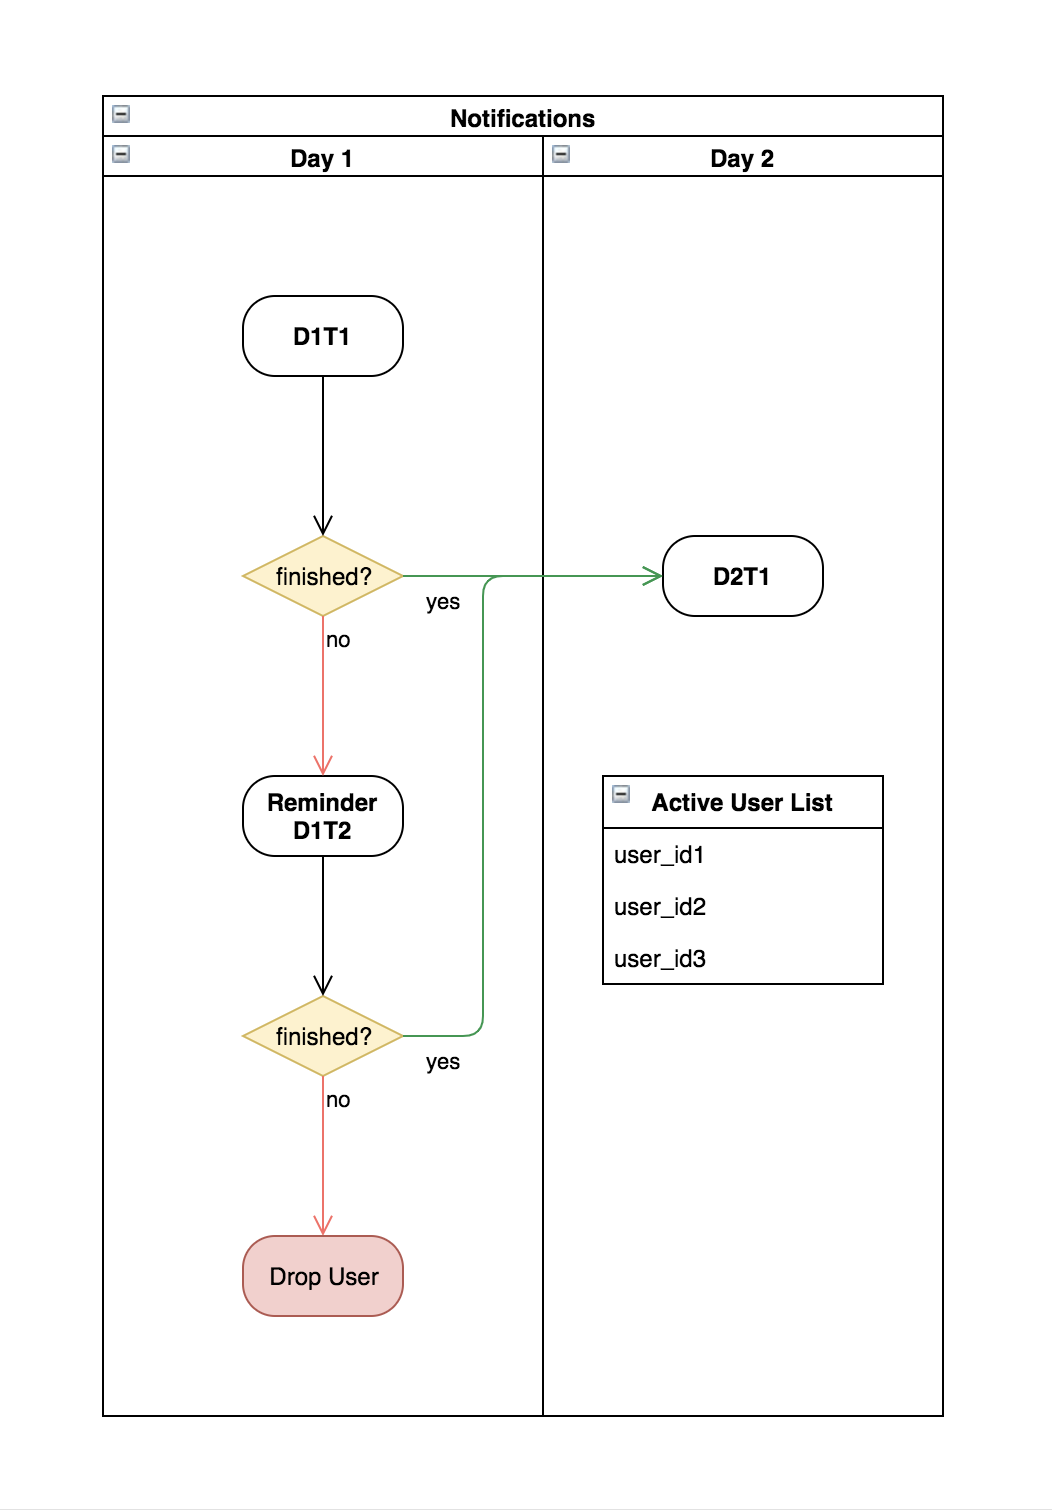 Notifications
Day 1
Day 2
D1T1
finished?
yes
D2T1
no
Reminder
D1T2
Active User List
user_id1
user_id2
user_id3
finished?
yes
no
Drop User